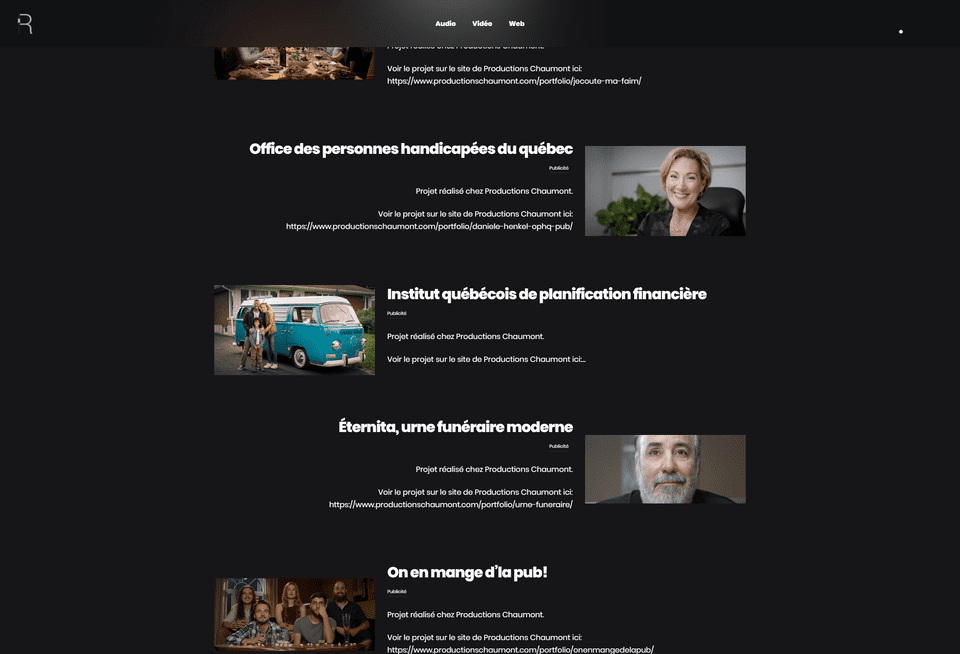 Audio Vidéo Web
Projet réalisé chez Productions Chaumont.
Voir le projet sur le site de Productions Chaumont ici:
https://www.productionschaumont.com/portfolio/jecoute-ma-faim/
Office des personnes handicapées du québec
Publicité
Projet réalisé chez Productions Chaumont.
Voir le projet sur le site de Productions Chaumont ici:
https://www.productionschaumont.com/portfolio/daniele-henkel-ophq-pub/
Institut québécois de planification financière
Publicité
Projet réalisé chez Productions Chaumont.
Voir le projet sur le site de Productions Chaumont ici:...
Éternita, urne funéraire moderne
Publicité
Projet réalisé chez Productions Chaumont.
Voir le projet sur le site de Productions Chaumont ici:
https://www.productionschaumont.com/portfolio/urne-funeraire/
On en mange d'la pub!
Publicité
Projet réalisé chez Productions Chaumont.
Voir le projet sur le site de Productions Chaumont ici:
https://www.productionschaumont.com/portfolio/onenmangedelapub/